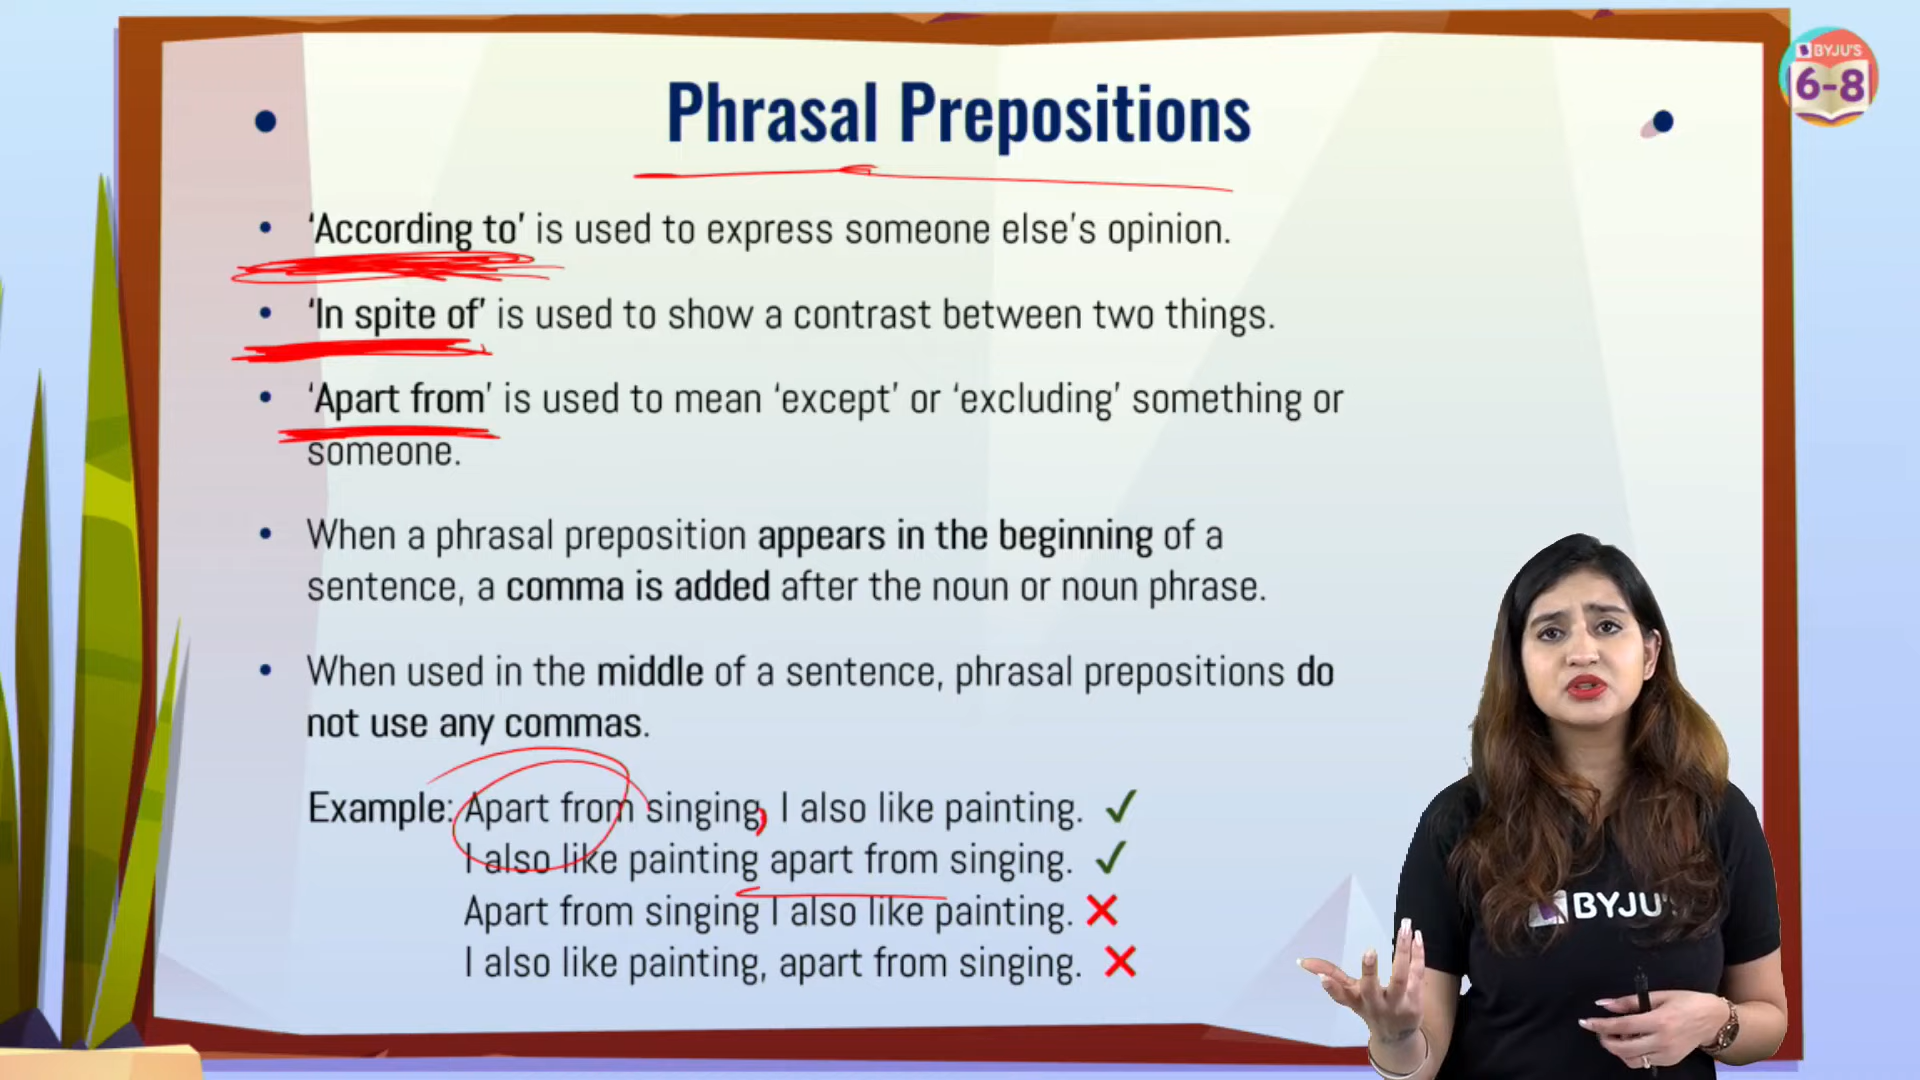 BYJU'S
6-8
Phrasal Prepositions
• ‘According to’ is used to express someone else’s opinion.
• ‘In spite of’ is used to show a contrast between two things.
• ‘Apart from’ is used to mean ‘except’ or ‘excluding’ something or
someone.
• When a phrasal preposition appears in the beginning of a
sentence, a comma is added after the noun or noun phrase.
• When used in the middle of a sentence, phrasal prepositions do
not use any commas.
Example: Apart from singing, I also like painting. ✓
I also like painting apart from singing. ✓
Apart from singing I also like painting. ✗
I also like painting, apart from singing. ✗
BYJU'S